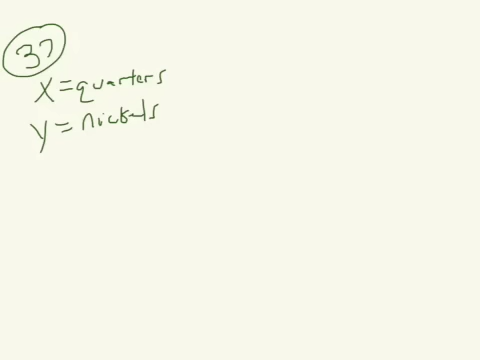 37
x = quarters
y = nickels